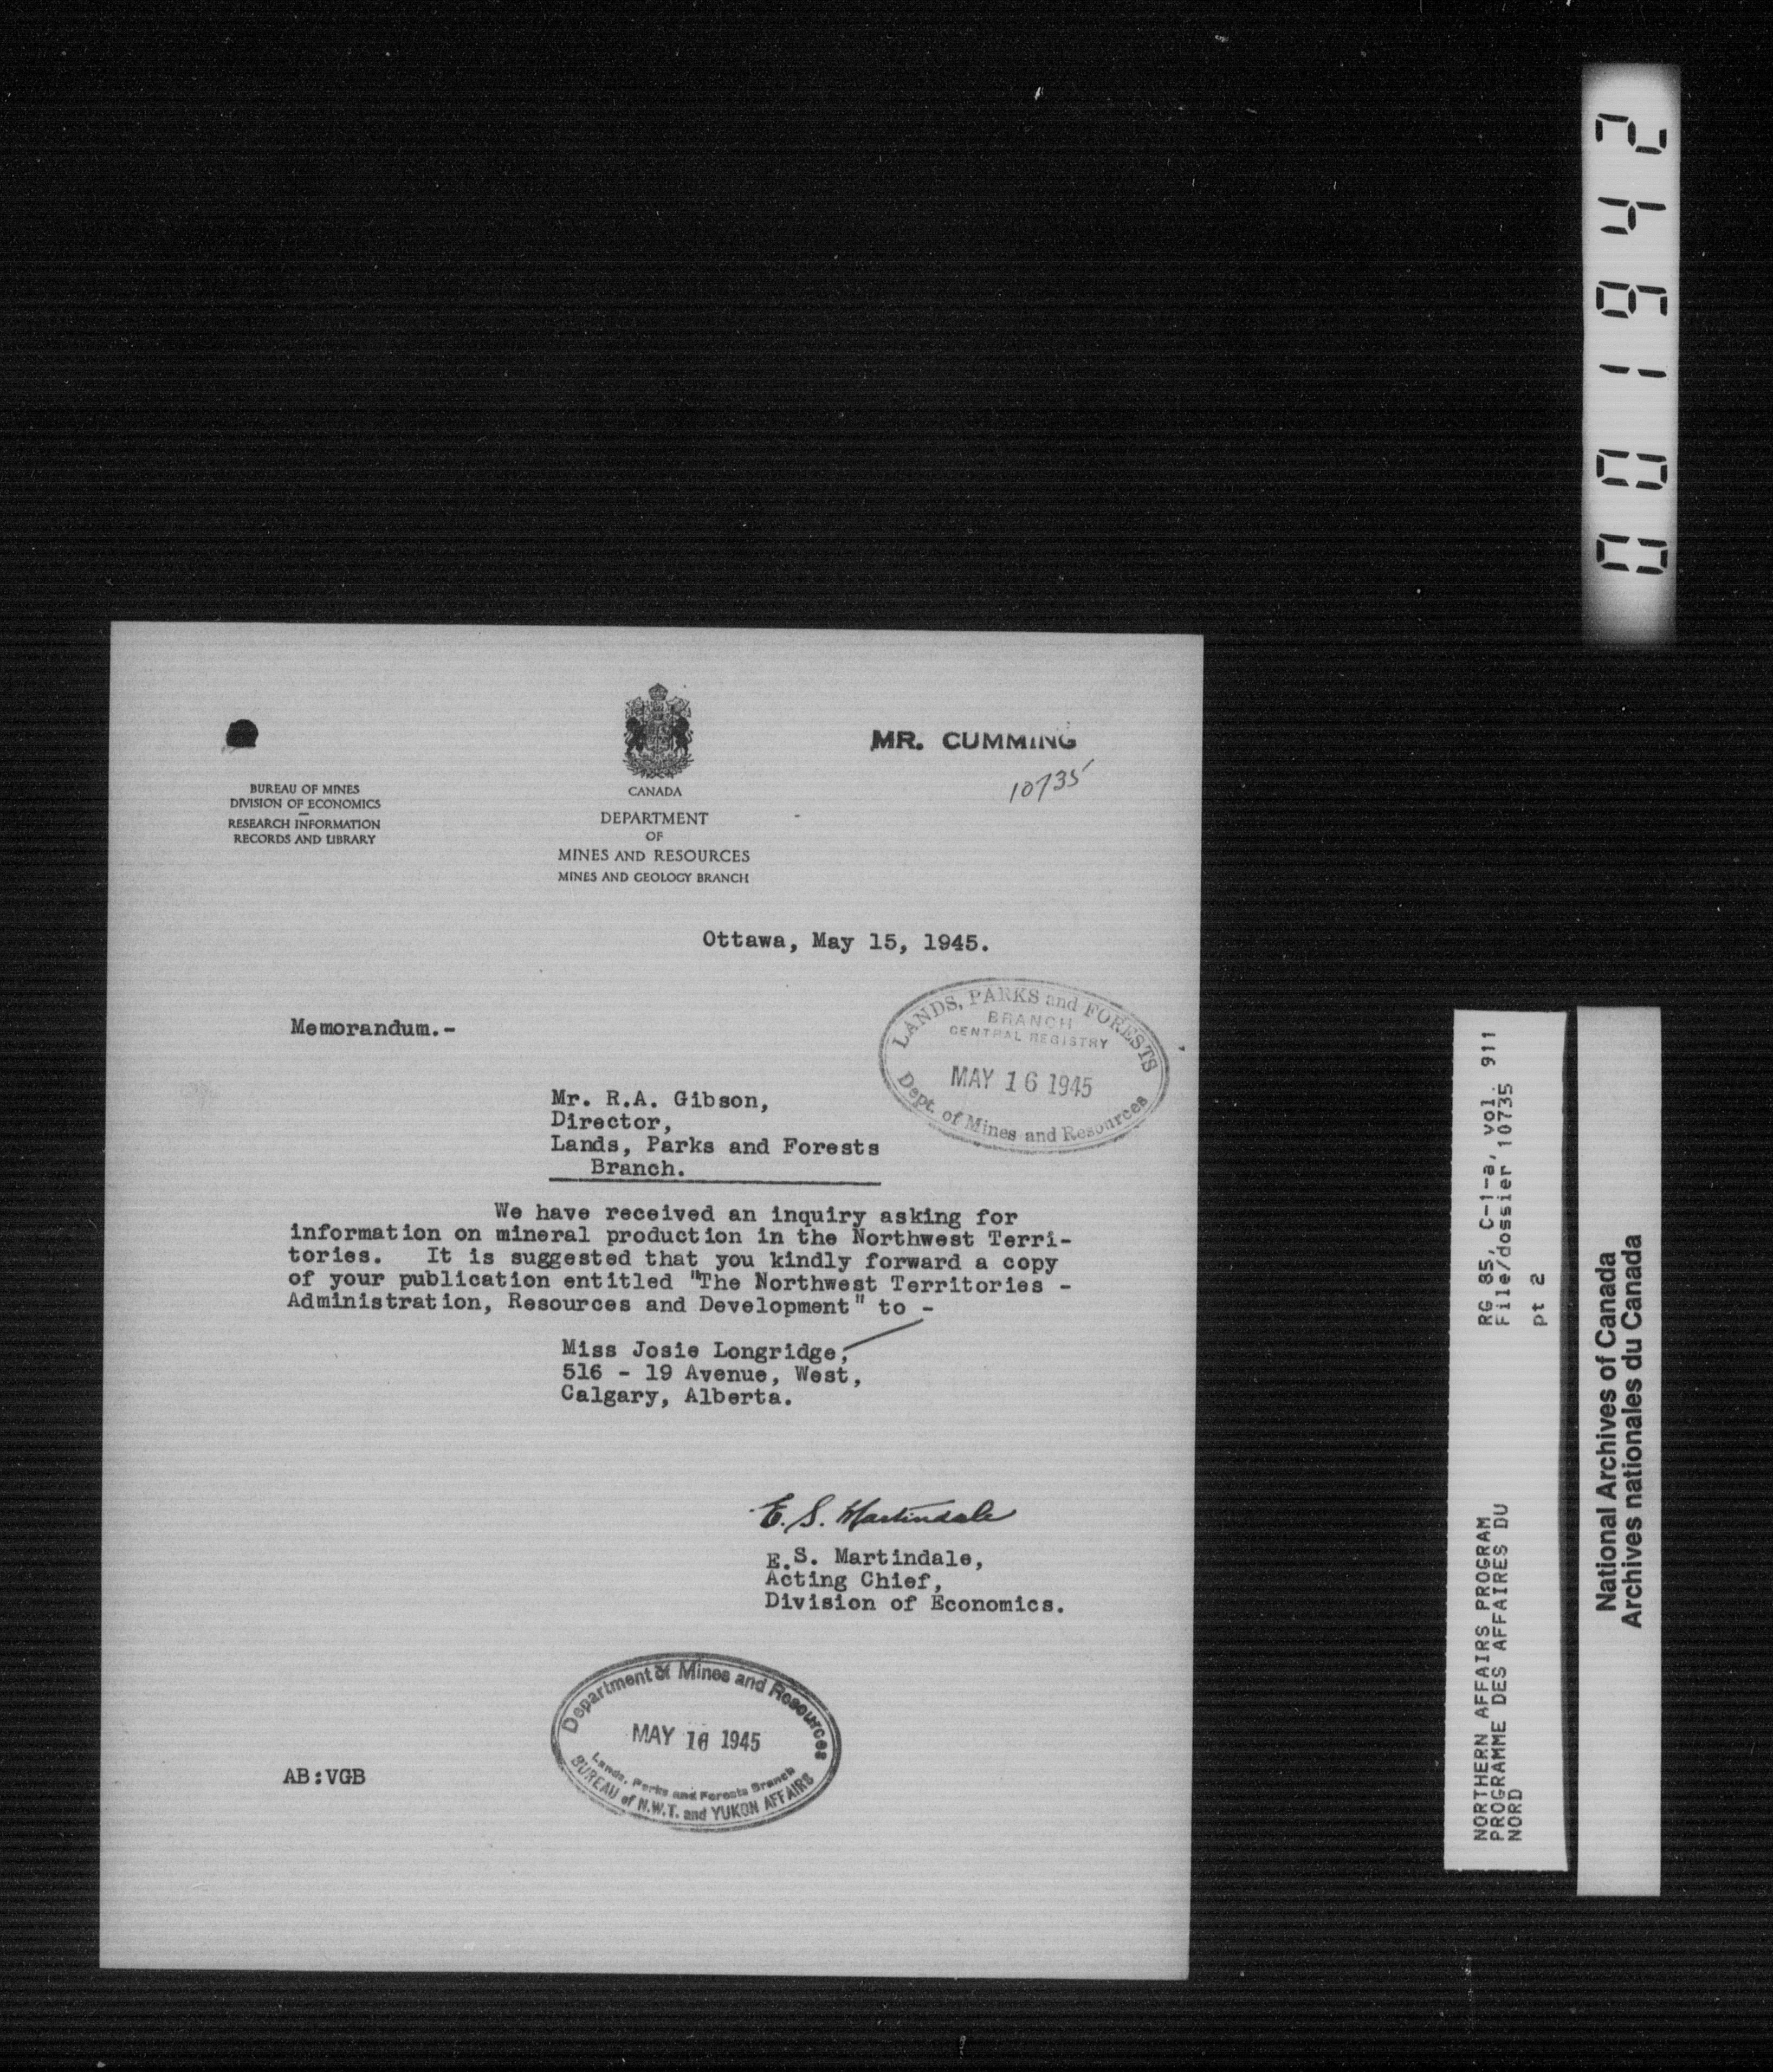 BUREAU OF MINES
DIVISION OF ECONOMICS
RESEARCH INFORMATION
RECORDS AND LIBRARY
CANADA
DEPARTMENT
OF
MINES AND RESOURCES
MINES AND GEOLOGY BRANCH
MR. CUMMING
10735
Ottawa, May 15, 1945.
LANDS, PARKS and FORESTS
BRANCH
CENTRAL REGISTRY
MAY 16 1945
Dept. of Mines and Resources
Memorandum.-
Mr. R.A. Gibson,
Director,
Lands, Parks and Forests
Branch.
We have received an inquiry asking for
information on mineral production in the Northwest Terri-
tories. It is suggested that you kindly forward a copy
of your publication entitled "The Northwest Territories -
Administration, Resources and Development" to -
Miss Josie Longridge,
516 - 19 Avenue, West,
Calgary, Alberta.
E. S. Martindale
E.S. Martindale,
Acting Chief,
Division of Economics.
Department of Mines and Resources
MAY 16 1945
Lands, Parks and Forests Branch
BUREAU of N.W.T. and YUKON AFFAIRS
AB:VGB
001942
RG 85, C-1-a, vol. 911
File/dossier 10735
pt 2
NORTHERN AFFAIRS PROGRAM
PROGRAMME DES AFFAIRES DU
NORD
National Archives of Canada
Archives nationales du Canada